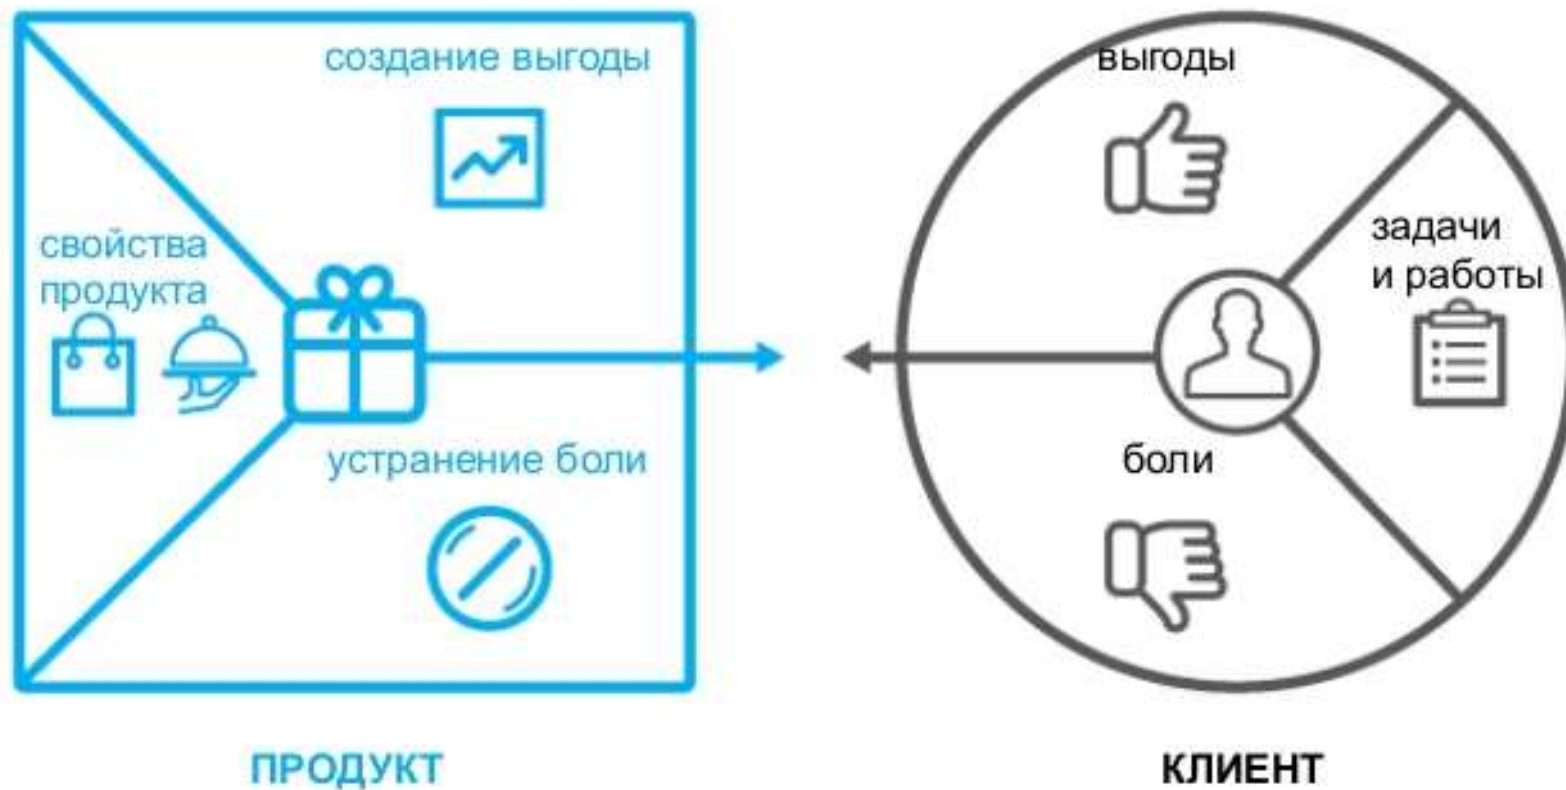 создание выгоды
свойства
продукта
устранение боли
ПРОДУКТ
выгоды
задачи
и работы
боли
КЛИЕНТ